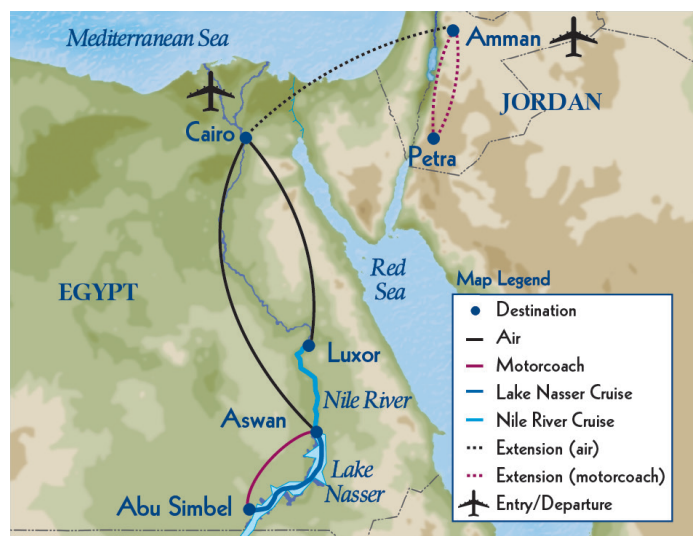 Mediterranean Sea
Amman
JORDAN
Cairo
Petra
Red
Sea
EGYPT
Luxor
Nile River
Aswan
Lake
Nasser
Abu Simbel
Map Legend
Destination
Air
Motorcoach
Lake Nasser Cruise
Nile River Cruise
Extension (air)
Extension (motorcoach)
Entry/Departure